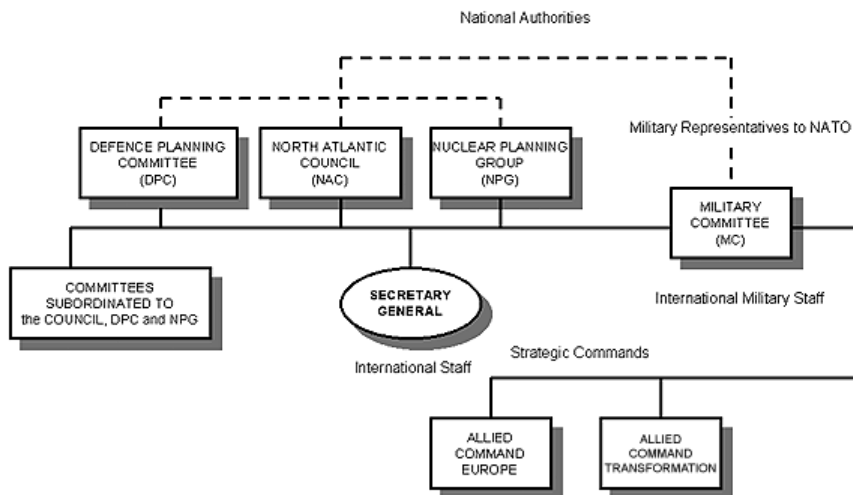 National Authorities
Military Representatives to NATO
DEFENCE PLANNING
COMMITTEE
(DPC)
NORTH ATLANTIC
COUNCIL
(NAC)
NUCLEAR PLANNING
GROUP
(NPG)
MILITARY
COMMITTEE
(MC)
COMMITTEES
SUBORDINATED TO
the COUNCIL, DPC and NPG
SECRETARY
GENERAL
International Military Staff
International Staff
Strategic Commands
ALLIED
COMMAND
EUROPE
ALLIED
COMMAND
TRANSFORMATION